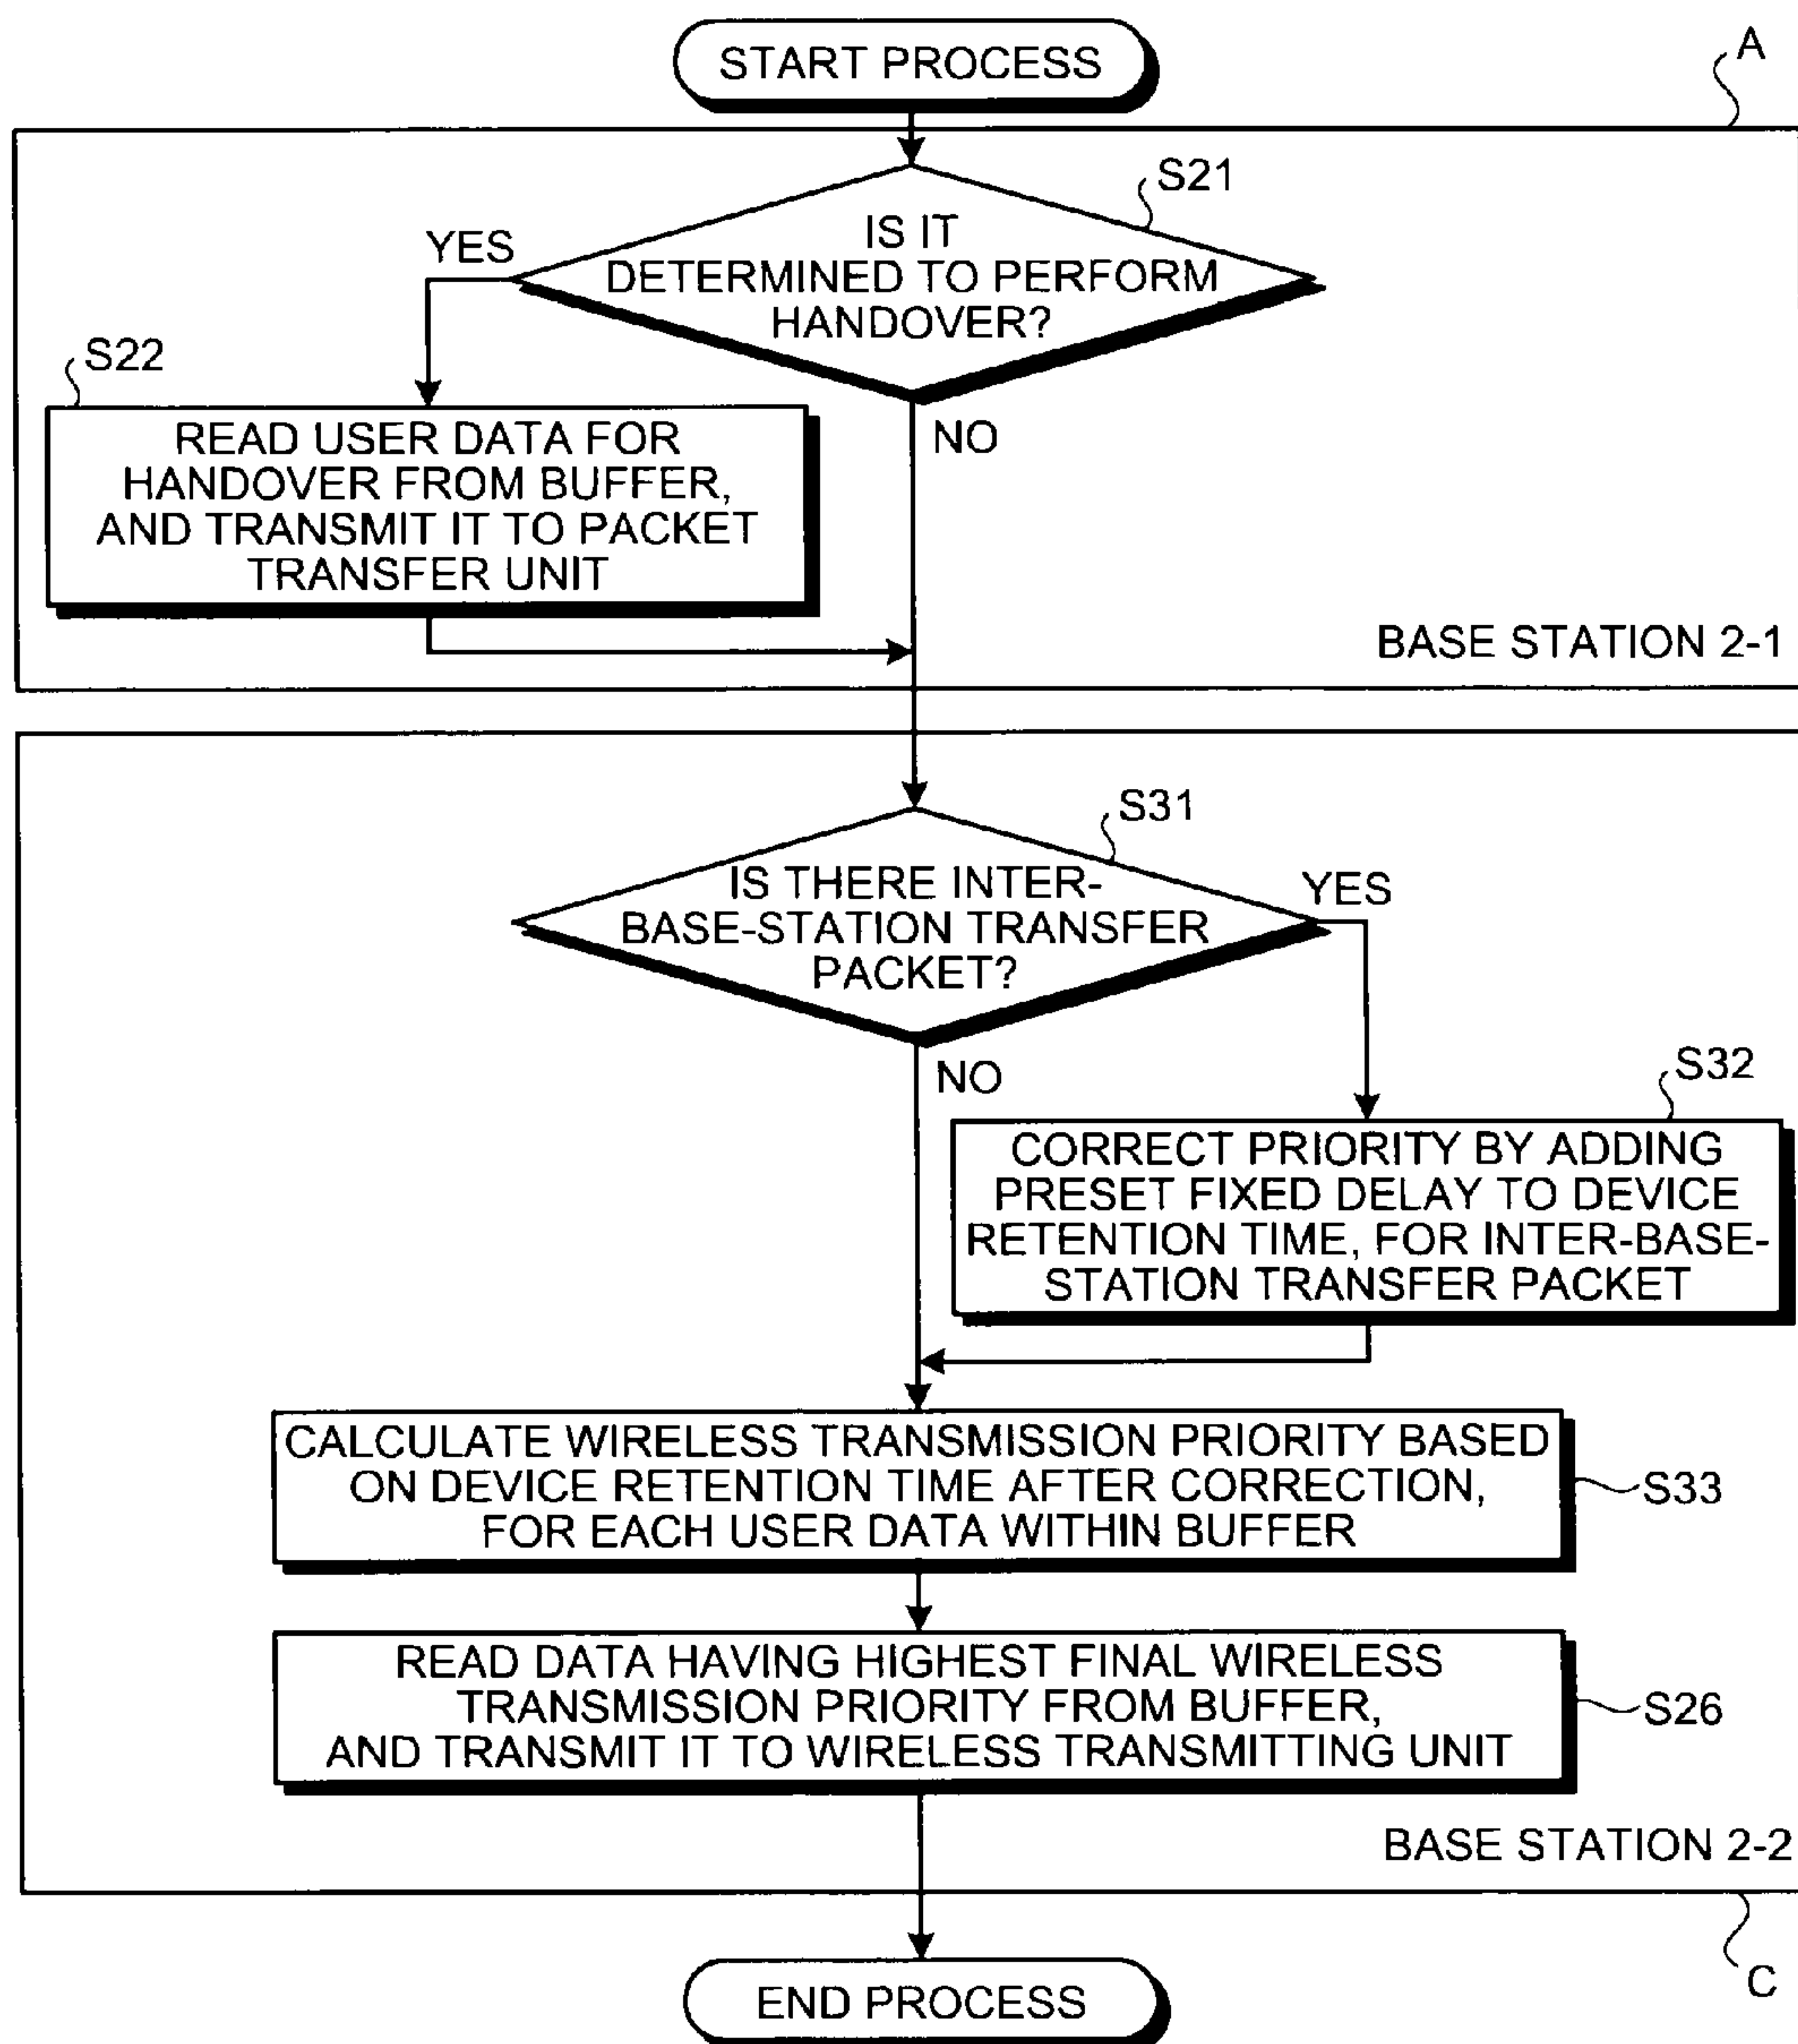 START PROCESS
A
S21
IS IT
DETERMINED TO PERFORM
HANDOVER?
YES
NO
S22
READ USER DATA FOR
HANDOVER FROM BUFFER,
AND TRANSMIT IT TO PACKET
TRANSFER UNIT
BASE STATION 2-1
S31
IS THERE INTER-
BASE-STATION TRANSFER
PACKET?
YES
NO
S32
CORRECT PRIORITY BY ADDING
PRESET FIXED DELAY TO DEVICE
RETENTION TIME, FOR INTER-BASE-
STATION TRANSFER PACKET
CALCULATE WIRELESS TRANSMISSION PRIORITY BASED
ON DEVICE RETENTION TIME AFTER CORRECTION,
FOR EACH USER DATA WITHIN BUFFER
S33
READ DATA HAVING HIGHEST FINAL WIRELESS
TRANSMISSION PRIORITY FROM BUFFER,
AND TRANSMIT IT TO WIRELESS TRANSMITTING UNIT
S26
BASE STATION 2-2
C
END PROCESS